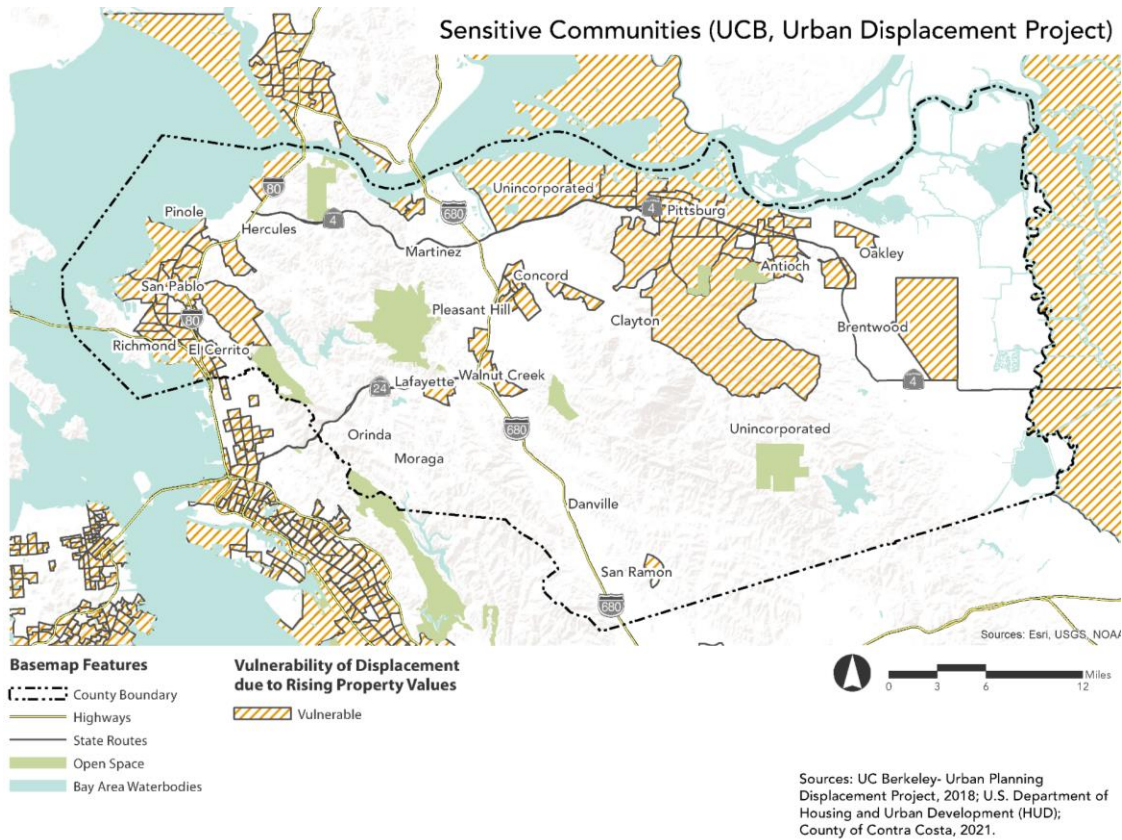 Sensitive Communities (UCB, Urban Displacement Project)
80
Unincorporated
Pinole
Hercules
4
680
4
Pittsburg
Martinez
Oakley
San Pablo
Concord
Antioch
80
Pleasant Hill
Clayton
Brentwood
Richmond
El Cerrito
24
Lafayette
Walnut Creek
4
Orinda
680
Unincorporated
Moraga
Danville
San Ramon
680
Sources: Esri, USGS, NOAA
Basemap Features
County Boundary
Highways
State Routes
Open Space
Bay Area Waterbodies
Vulnerability of Displacement
due to Rising Property Values
Vulnerable
0 3 6 12 Miles
Sources: UC Berkeley- Urban Planning
Displacement Project, 2018; U.S. Department of
Housing and Urban Development (HUD);
County of Contra Costa, 2021.